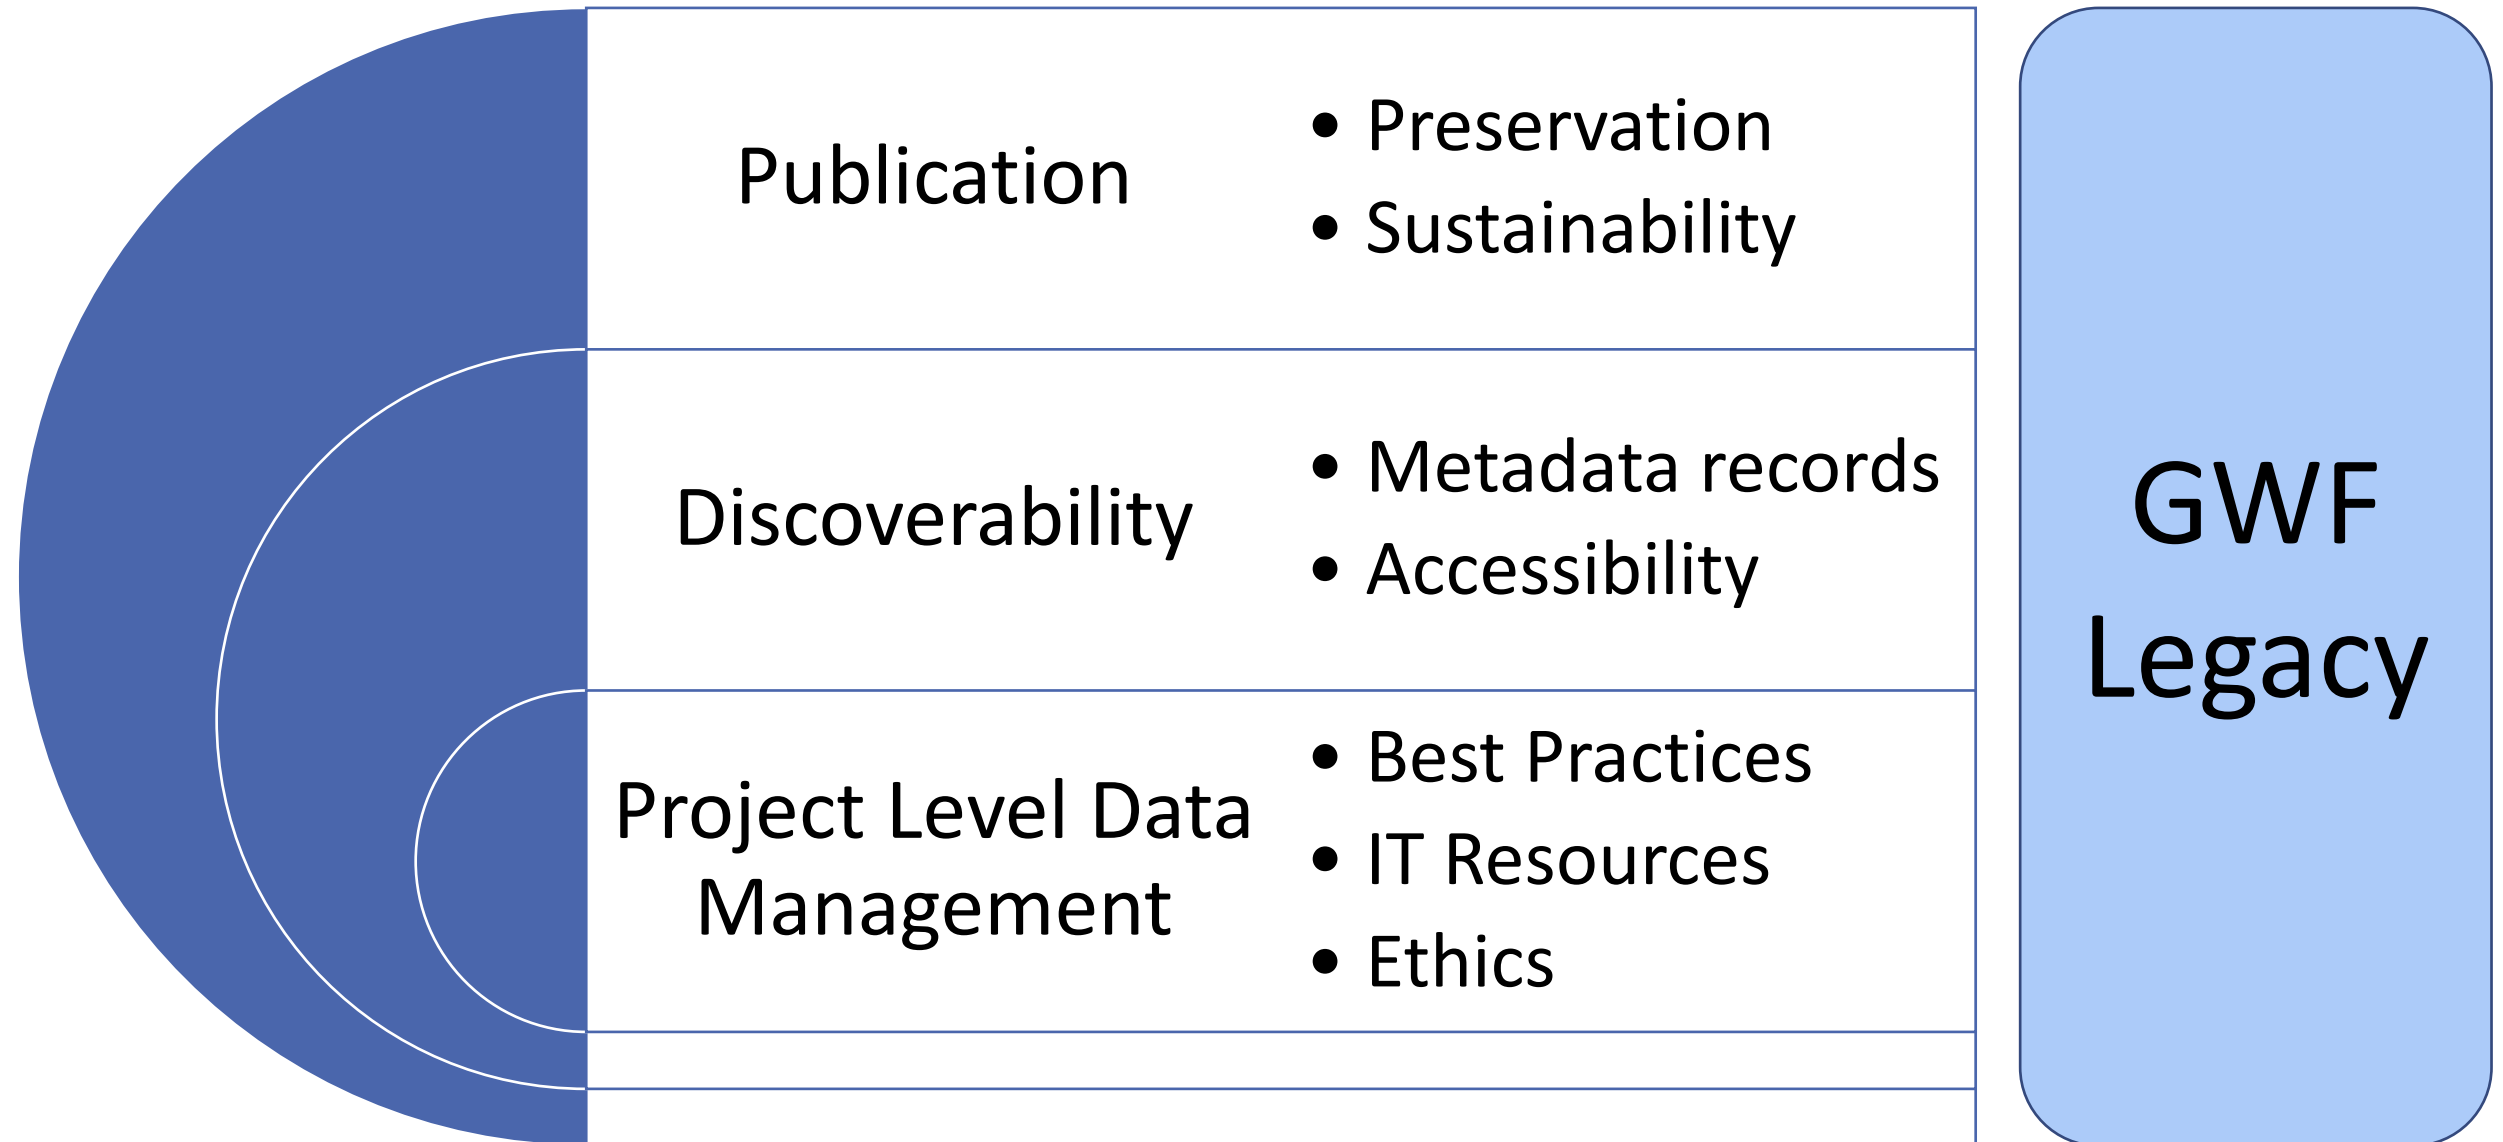 Publication
• Preservation
• Sustainability
Discoverability
• Metadata records
• Accessibility
Project Level Data
Management
• Best Practices
• IT Resources
• Ethics
GWF
Legacy